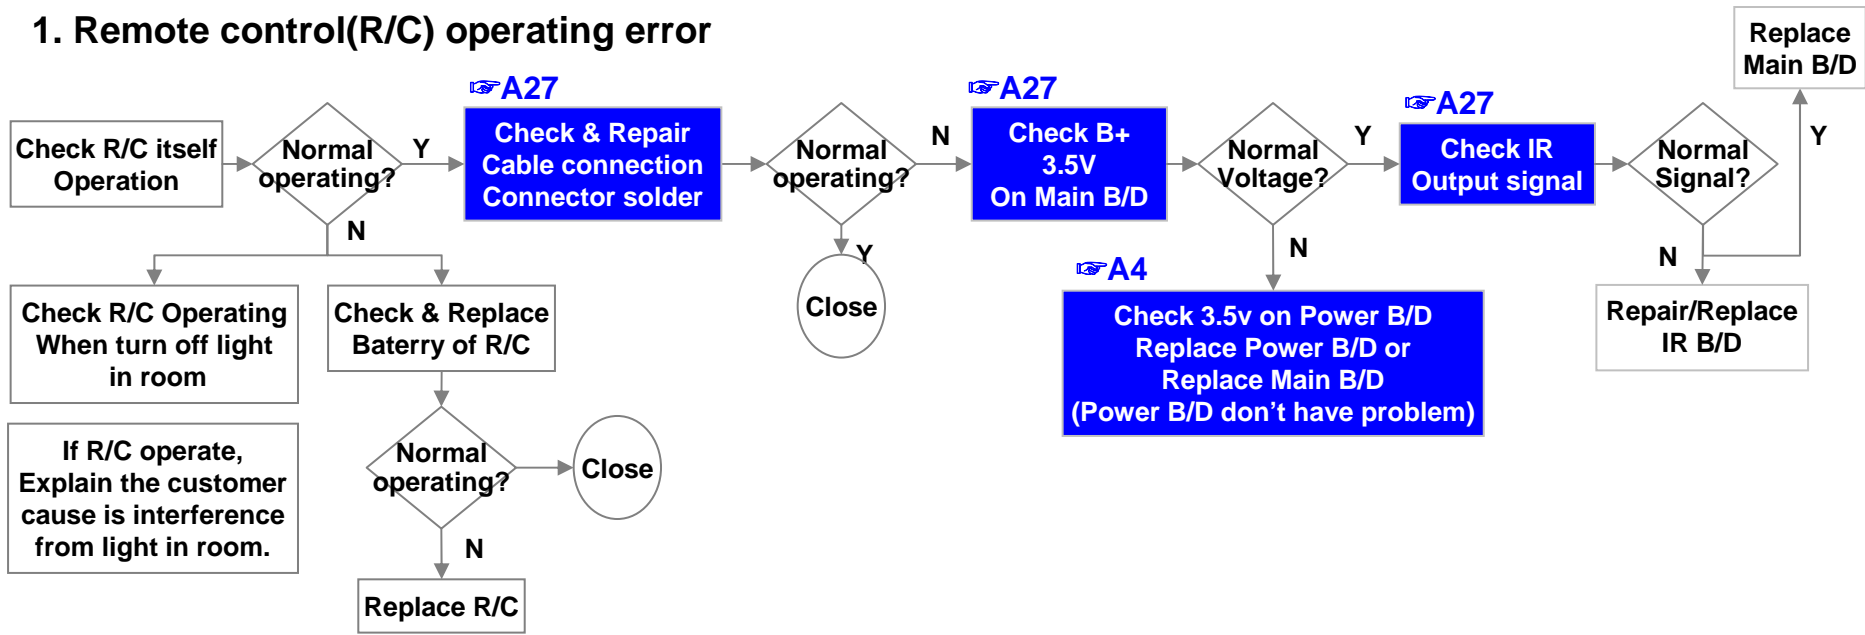 1. Remote control(R/C) operating error
Check R/C itself
Operation
Normal
operating?
Y
N
☞A27
Check & Repair
Cable connection
Connector solder
Normal
operating?
N
Y
Close
☞A27
Check B+
3.5V
On Main B/D
Normal
Voltage?
Y
N
☞A27
Check IR
Output signal
Normal
Signal?
Y
N
Replace
Main B/D
Repair/Replace
IR B/D
☞A4
Check 3.5v on Power B/D
Replace Power B/D or
Replace Main B/D
(Power B/D don't have problem)
Check R/C Operating
When turn off light
in room
If R/C operate,
Explain the customer
cause is interference
from light in room.
Check & Replace
Baterry of R/C
Normal
operating?
Close
N
Replace R/C